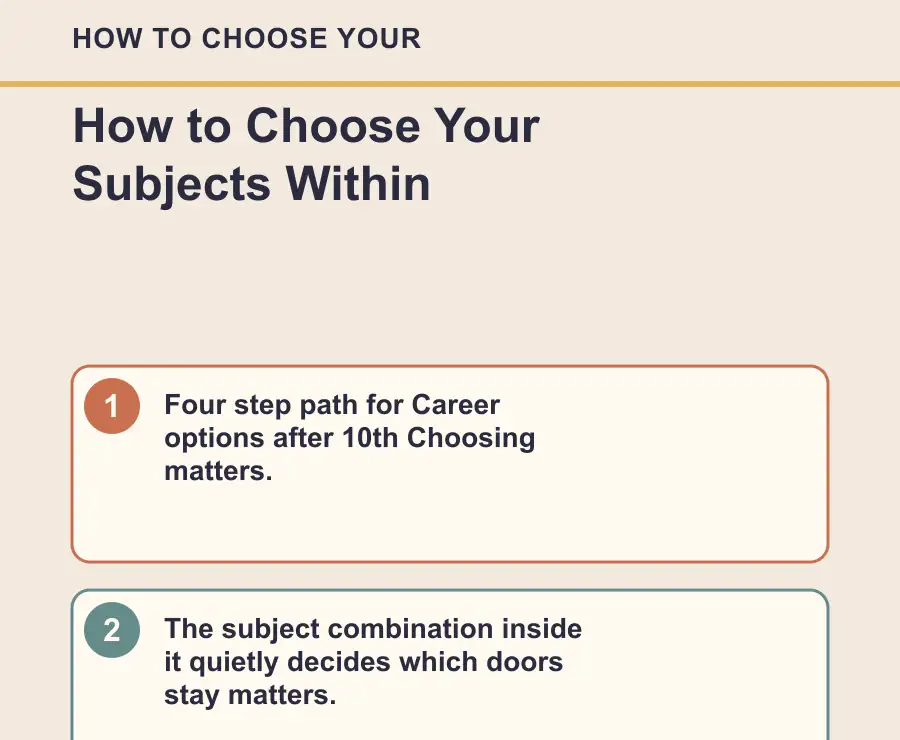 HOW TO CHOOSE YOUR
How to Choose Your
Subjects Within
1
Four step path for Career
options after 10th Choosing
matters.
2
The subject combination inside
it quietly decides which doors
stay matters.